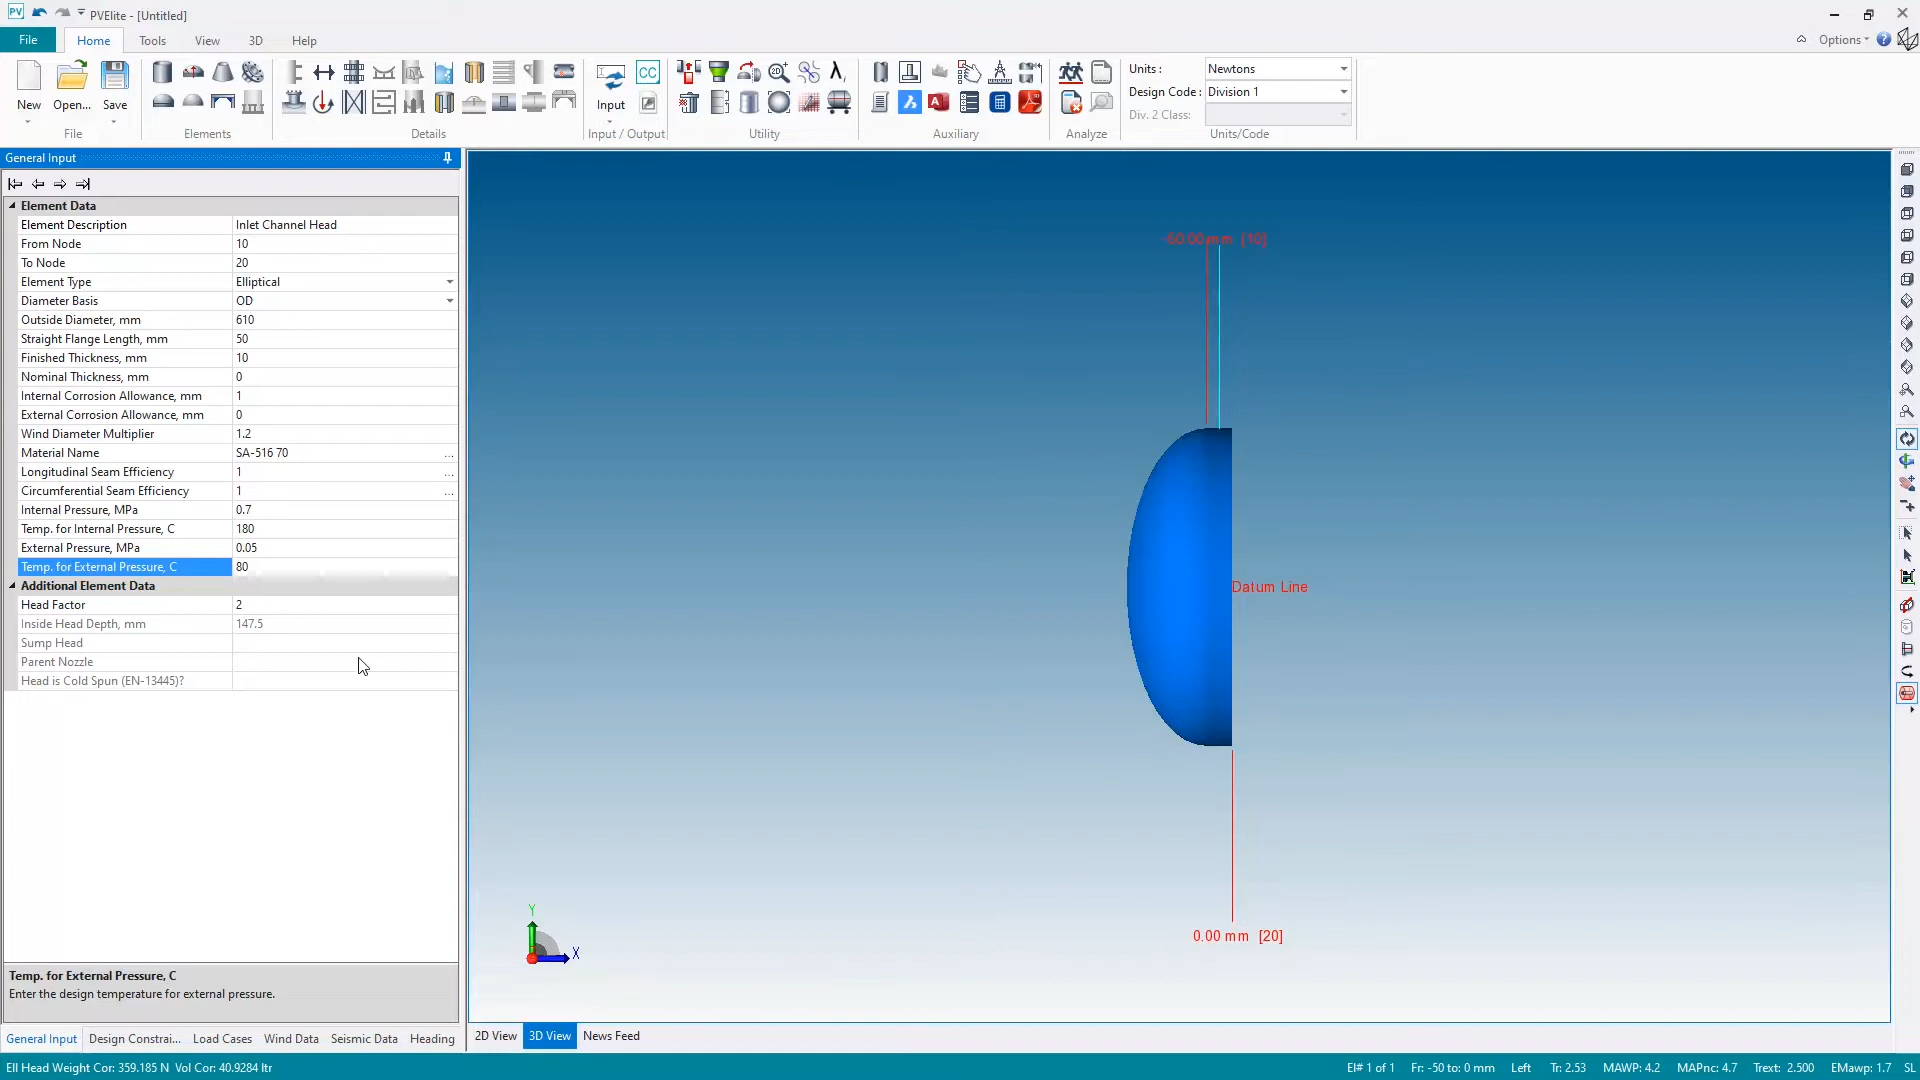 PVElite - [Untitled]
File Home Tools View 3D Help Options
New Open... Save Input CC
Units : Newtons
Design Code : Division 1
Div. 2 Class:
File Elements Details Input / Output Utility Auxiliary Analyze Units/Code
General Input
Element Data
Element Description Inlet Channel Head
From Node 10
To Node 20
Element Type Elliptical
Diameter Basis OD
Outside Diameter, mm 610
Straight Flange Length, mm 50
Finished Thickness, mm 10
Nominal Thickness, mm 0
Internal Corrosion Allowance, mm 1
External Corrosion Allowance, mm 0
Wind Diameter Multiplier 1.2
Material Name SA-516 70 ...
Longitudinal Seam Efficiency 1 ...
Circumferential Seam Efficiency 1 ...
Internal Pressure, MPa 0.7
Temp. for Internal Pressure, C 180
External Pressure, MPa 0.05
Temp. for External Pressure, C 80
Additional Element Data
Head Factor 2
Inside Head Depth, mm 147.5
Sump Head
Parent Nozzle
Head is Cold Spun (EN-13445)?
-50.00 mm [10]
Datum Line
0.00 mm [20]
Y
X
Temp. for External Pressure, C
Enter the design temperature for external pressure.
General Input Design Constrai... Load Cases Wind Data Seismic Data Heading
2D View 3D View News Feed
Ell Head Weight Cor: 359.185 N Vol Cor: 40.9284 ltr
El# 1 of 1 Fr: -50 to: 0 mm Left Tr: 2.53 MAWP: 4.2 MAPnc: 4.7 Trext: 2.500 EMawp: 1.7 SL